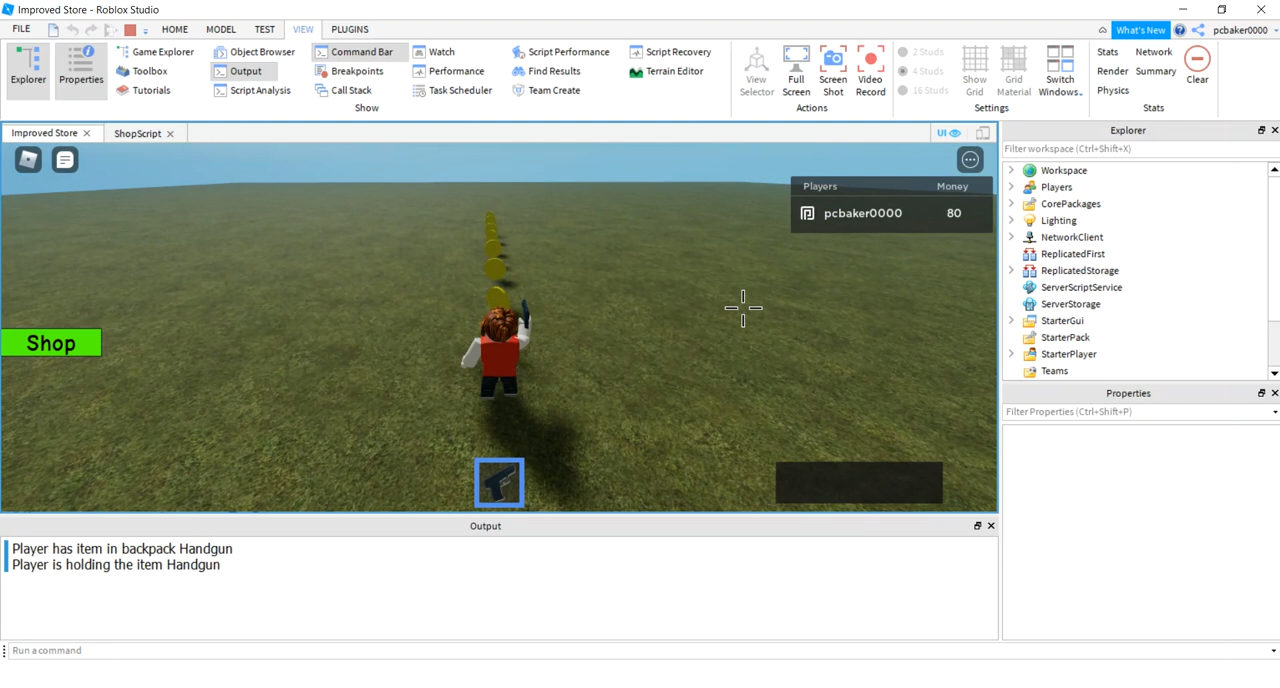 Improved Store - Roblox Studio
FILE HOME MODEL TEST VIEW PLUGINS What's New pcbaker0000
Explorer
Properties
Game Explorer
Toolbox
Tutorials
Object Browser
Output
Script Analysis
Command Bar
Breakpoints
Call Stack
Watch
Performance
Task Scheduler
Script Performance
Find Results
Team Create
Script Recovery
Terrain Editor
Show
View Selector
Full Screen
Screen Shot
Video Record
Actions
2 Studs
4 Studs
16 Studs
Show Grid
Grid Material
Switch Windows
Settings
Stats
Render
Physics
Network
Summary
Clear
Stats
Improved Store
ShopScript
UI
Players Money
pcbaker0000 80
Shop
Explorer
Filter workspace (Ctrl+Shift+X)
Workspace
Players
CorePackages
Lighting
NetworkClient
ReplicatedFirst
ReplicatedStorage
ServerScriptService
ServerStorage
StarterGui
StarterPack
StarterPlayer
Teams
Properties
Filter Properties (Ctrl+Shift+P)
Output
Player has item in backpack Handgun
Player is holding the item Handgun
Run a command